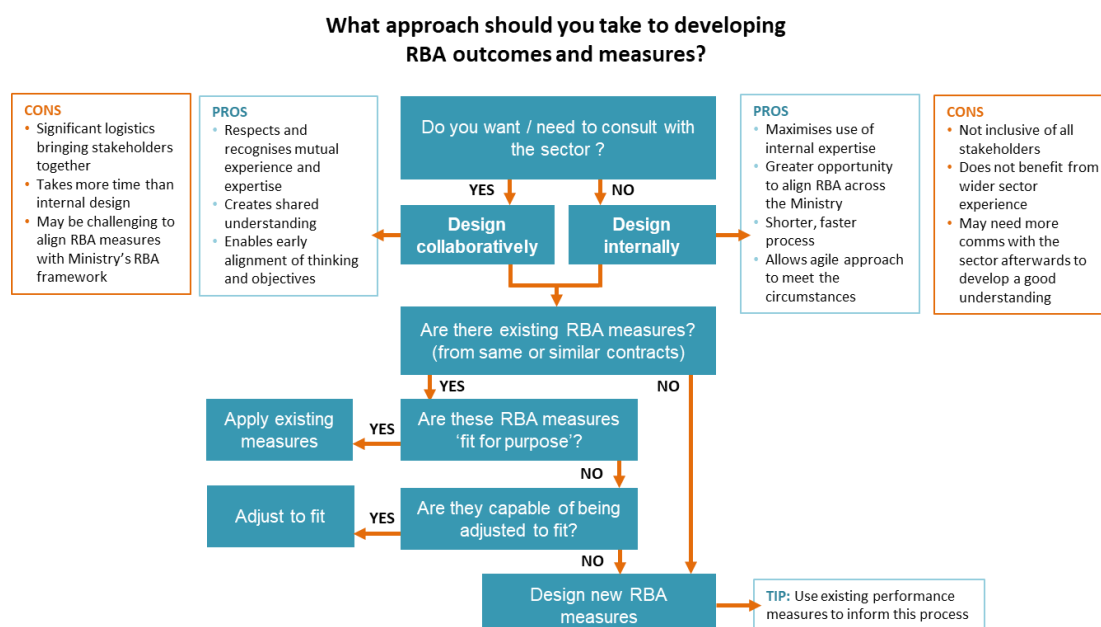 What approach should you take to developing
RBA outcomes and measures?
CONS
• Significant logistics
bringing stakeholders
together
• Takes more time than
internal design
• May be challenging to
align RBA measures
with Ministry's RBA
framework
PROS
• Respects and
recognises mutual
experience and
expertise
• Creates shared
understanding
• Enables early
alignment of thinking
and objectives
Do you want / need to consult with
the sector ?
YES
NO
Design
collaboratively
Design
internally
PROS
• Maximises use of
internal expertise
• Greater opportunity
to align RBA across
the Ministry
• Shorter, faster
process
• Allows agile approach
to meet the
circumstances
CONS
• Not inclusive of all
stakeholders
• Does not benefit from
wider sector
experience
• May need more
comms with the
sector afterwards to
develop a good
understanding
Are there existing RBA measures?
(from same or similar contracts)
YES
NO
Apply existing
measures
YES
Are these RBA measures
'fit for purpose'?
NO
Adjust to fit
YES
Are they capable of being
adjusted to fit?
NO
Design new RBA
measures
TIP: Use existing performance
measures to inform this process